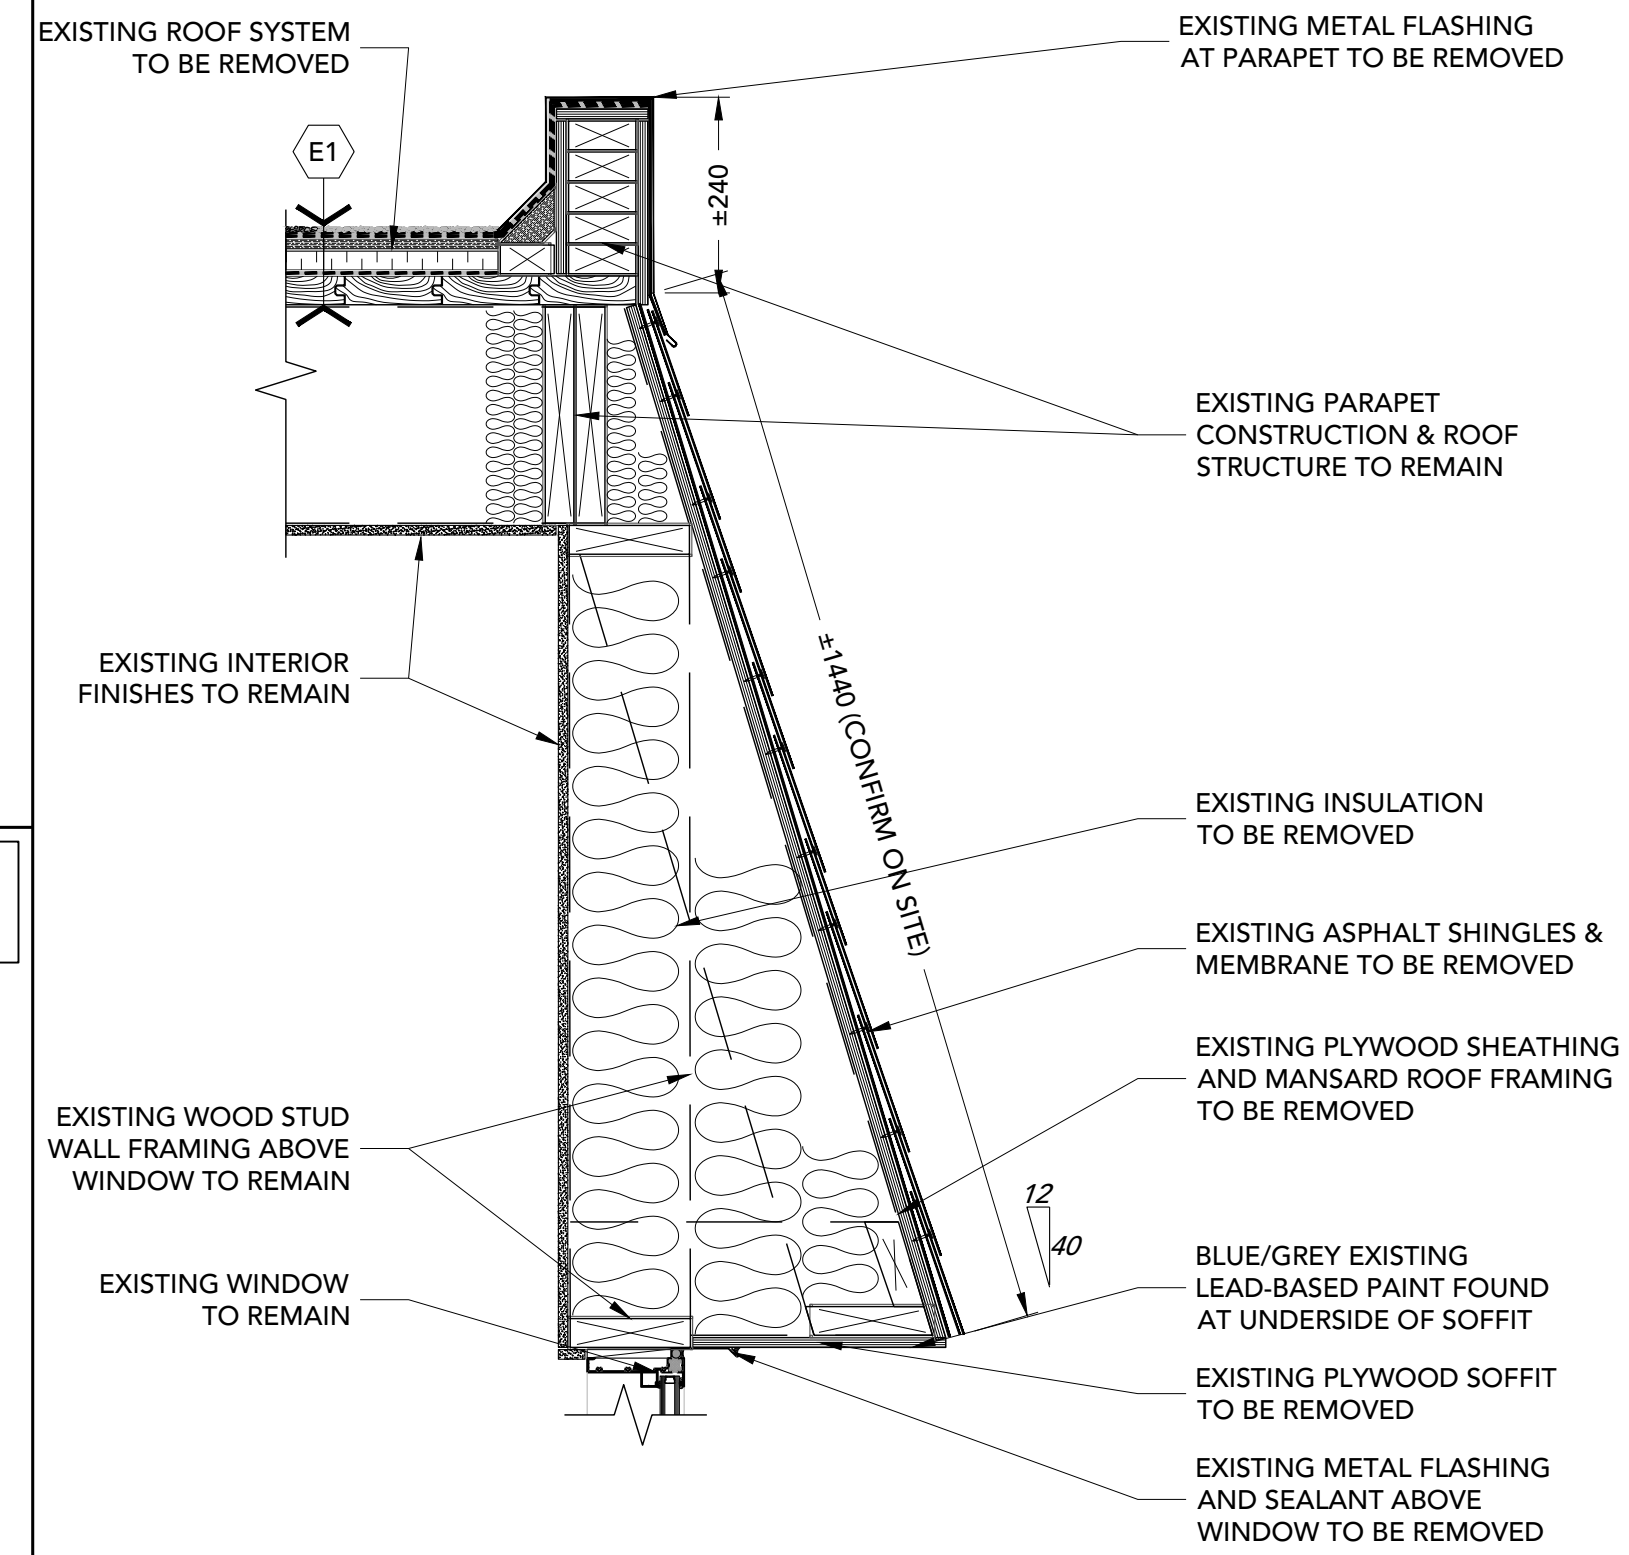 EXISTING ROOF SYSTEM
TO BE REMOVED
EXISTING METAL FLASHING
AT PARAPET TO BE REMOVED
E1
±240
EXISTING PARAPET
CONSTRUCTION & ROOF
STRUCTURE TO REMAIN
EXISTING INTERIOR
FINISHES TO REMAIN
±1440 (CONFIRM ON SITE)
EXISTING INSULATION
TO BE REMOVED
EXISTING ASPHALT SHINGLES &
MEMBRANE TO BE REMOVED
EXISTING PLYWOOD SHEATHING
AND MANSARD ROOF FRAMING
TO BE REMOVED
EXISTING WOOD STUD
WALL FRAMING ABOVE
WINDOW TO REMAIN
12
40
BLUE/GREY EXISTING
LEAD-BASED PAINT FOUND
AT UNDERSIDE OF SOFFIT
EXISTING WINDOW
TO REMAIN
EXISTING PLYWOOD SOFFIT
TO BE REMOVED
EXISTING METAL FLASHING
AND SEALANT ABOVE
WINDOW TO BE REMOVED